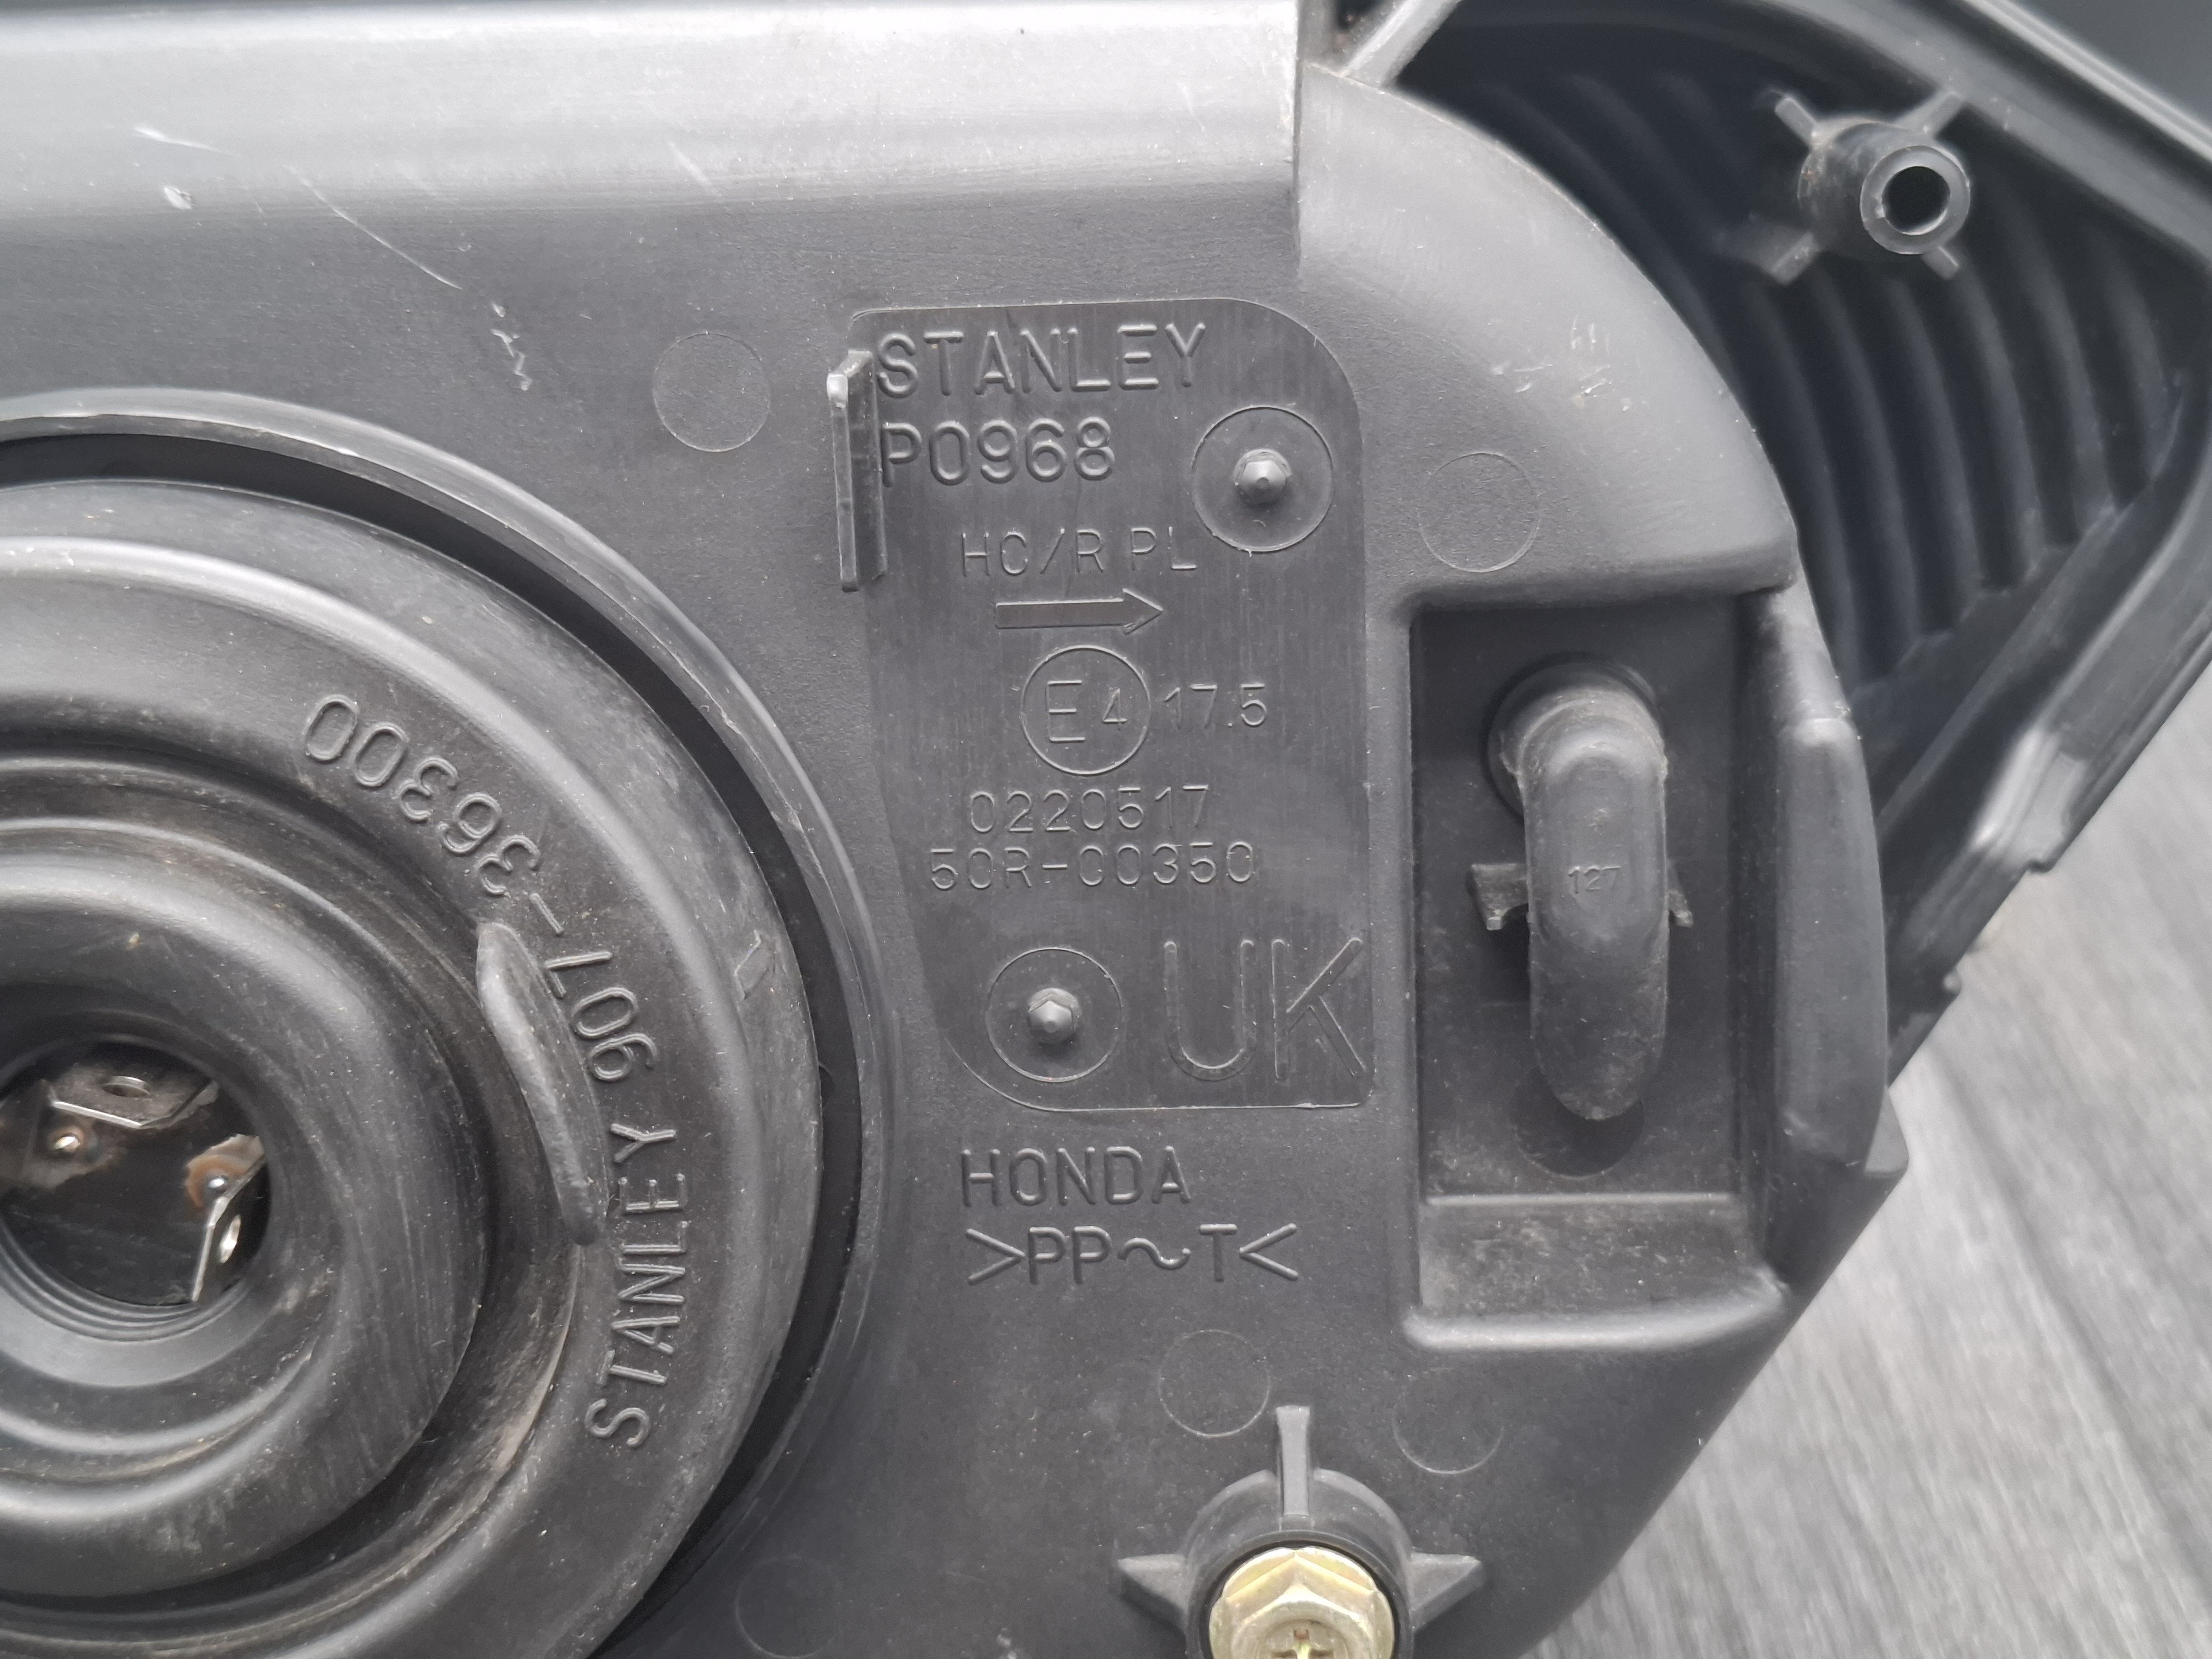 STANLEY
P0968
HC/R PL
E4 17.5
0220517
50R-00350
UK
HONDA
>PP~T<
STANLEY 907-36300
127